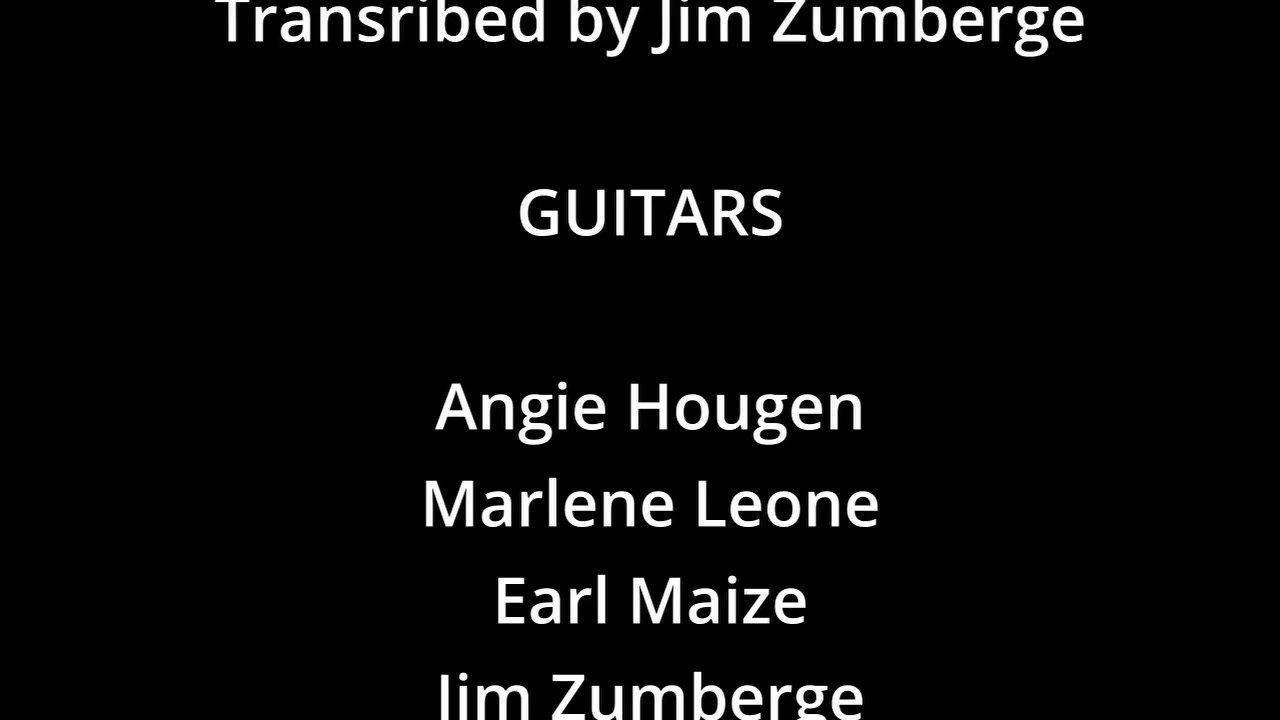 Transribed by Jim Zumberge
GUITARS
Angie Hougen
Marlene Leone
Earl Maize
Jim Zumberge